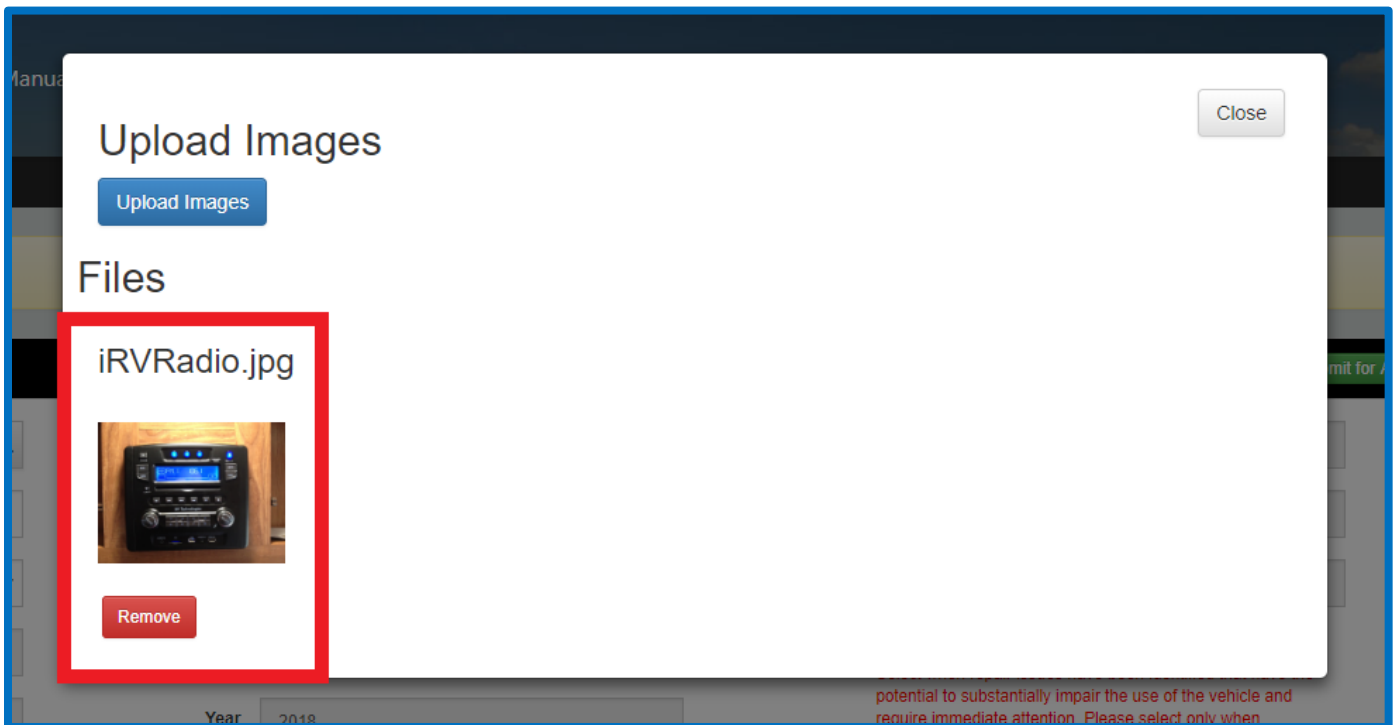 Manua
Close
Upload Images
Upload Images
Files
iRVRadio.jpg
mit for
Remove
potential to substantially impair the use of the vehicle and
Year 2018
require immediate attention. Please select only when